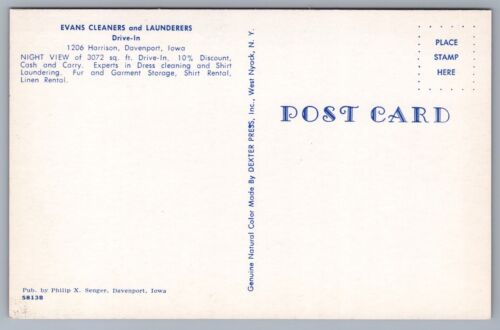 EVANS CLEANERS and LAUNDERERS
Drive-In
1206 Harrison, Davenport, Iowa
NIGHT VIEW of 3072 sq. ft. Drive-In, 10% Discount,
Cash and Carry. Experts in Dress cleaning and Shirt
Laundering. Fur and Garment Storage, Shirt Rental,
Linen Rental.
Pub. by Philip X. Senger, Davenport, Iowa
58138
Genuine Natural Color Made By DEXTER PRESS, Inc., West Nyack, N. Y.
POST CARD
PLACE
STAMP
HERE